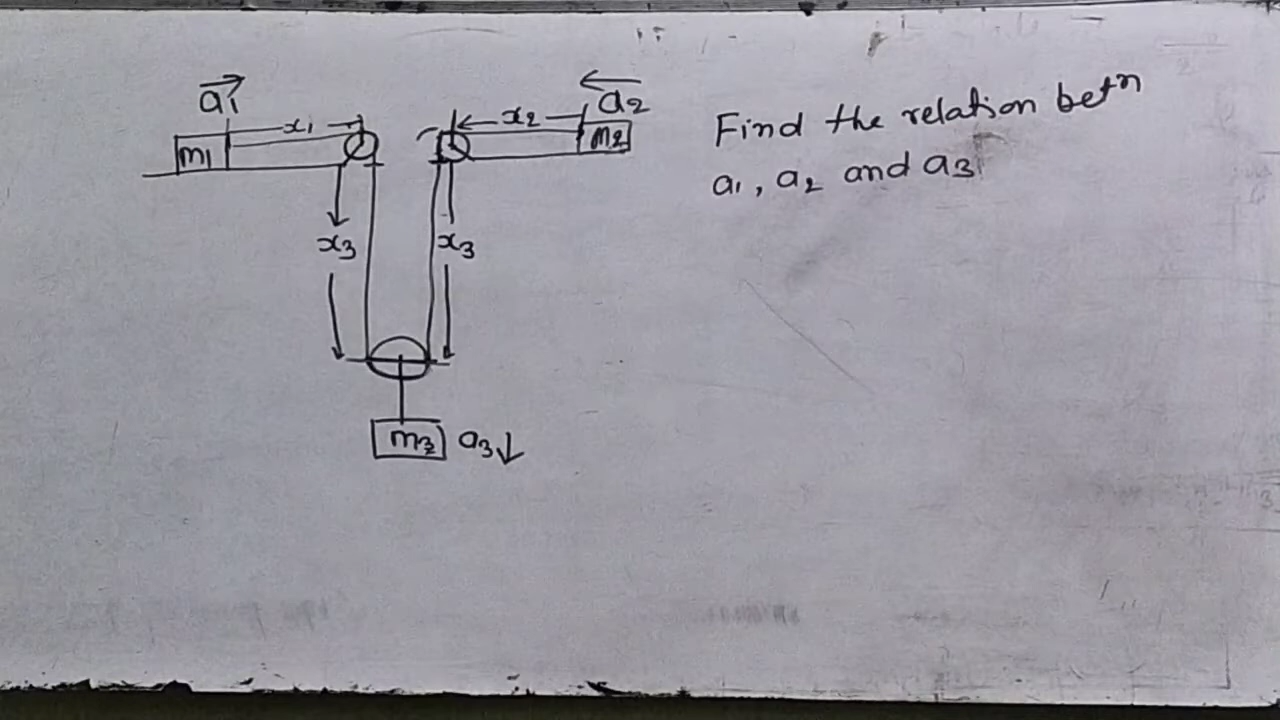 a₁
a₂
x₁
x₂
m₁
m₂
Find the relation betⁿ
a₁, a₂ and a₃
x₃
x₃
m₃
a₃↓